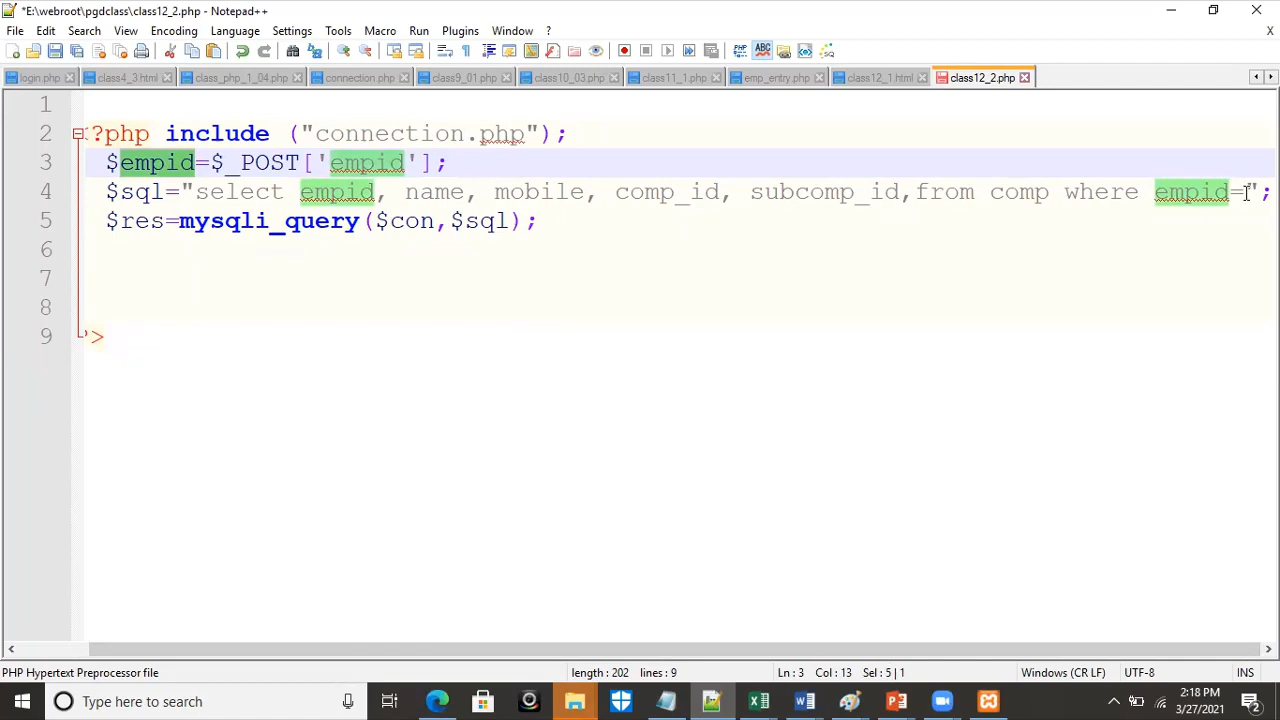 *E:\webroot\pgdclass\class12_2.php - Notepad++
File Edit Search View Encoding Language Settings Tools Macro Run Plugins Window ?
X
login.php class4_3.html class_php_1_04.php connection.php class9_01.php class10_03.php class11_1.php emp_entry.php class12_1.html class12_2.php
1
2 ?php include ("connection.php");
3 $empid=$_POST['empid'];
4 $sql="select empid, name, mobile, comp_id, subcomp_id,from comp where empid=";
5 $res=mysqli_query($con,$sql);
6
7
8
9 ?>
PHP Hypertext Preprocessor file length : 202 lines : 9 Ln : 3 Col : 13 Sel : 5 | 1 Windows (CR LF) UTF-8 INS
Type here to search
2:18 PM
3/27/2021